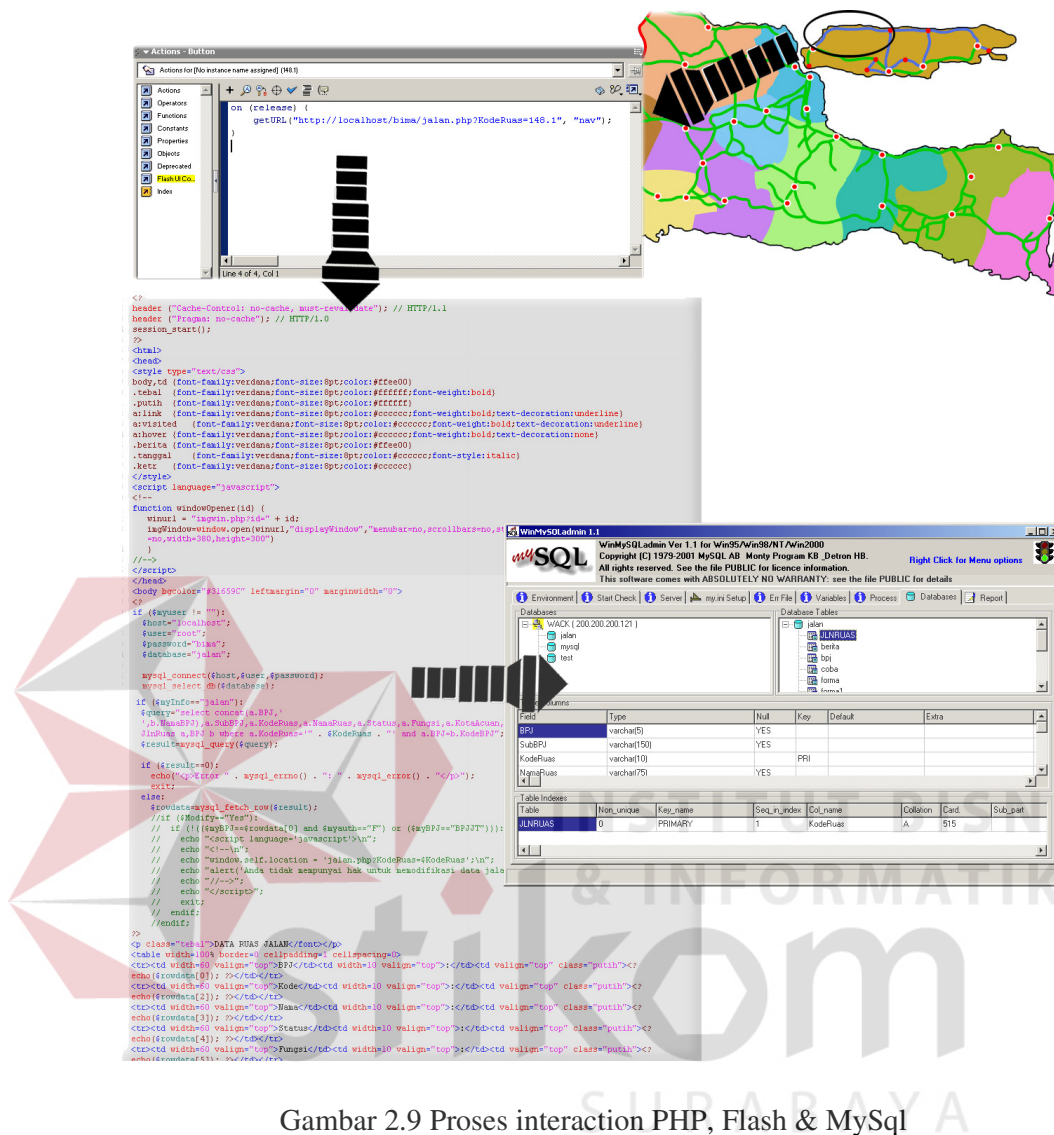 Actions - Button
Actions for [No instance name assigned] (148.1)
Actions
Operators
Functions
Constants
Properties
Objects
Deprecated
Flash UI Co...
Index
on (release) {
getURL("http://localhost/bima/jalan.php?KodeRuas=148.1", "nav");
}
Line 4 of 4, Col 1
<?
header ("Cache-Control: no-cache, must-revalidate"); // HTTP/1.1
header ("Pragma: no-cache"); // HTTP/1.0
session_start();
?>
<html>
<head>
<style type="text/css">
body,td {font-family:verdana;font-size:8pt;color:#ffee00}
.tebal {font-family:verdana;font-size:8pt;color:#ffffff;font-weight:bold}
.putih {font-family:verdana;font-size:8pt;color:#ffffff}
a:link {font-family:verdana;font-size:8pt;color:#cccccc;font-weight:bold;text-decoration:underline}
a:visited {font-family:verdana;font-size:8pt;color:#cccccc;font-weight:bold;text-decoration:underline}
a:hover {font-family:verdana;font-size:8pt;color:#cccccc;font-weight:bold;text-decoration:none}
.berita {font-family:verdana;font-size:8pt;color:#ffee00}
.tanggal {font-family:verdana;font-size:8pt;color:#cccccc;font-style:italic}
.ketr {font-family:verdana;font-size:8pt;color:#cccccc}
</style>
<script language="javascript">
<!--
function windowOpener(id) {
winurl = "imgwin.php?id=" + id;
imgWindow=window.open(winurl,"displayWindow","menubar=no,scrollbars=no,st
=no,width=380,height=300")
}
//-->
</script>
</head>
<body bgcolor="#31659C" leftmargin="0" marginwidth="0">
<?
if ($myuser != ""):
$host="localhost";
$user="root";
$password="bima";
$database="jalan";
mysql_connect($host,$user,$password);
mysql_select_db($database);
if ($myInfo=="jalan"):
$query="select concat(a.BPJ,'
',b.NamaBPJ),a.SubBPJ,a.KodeRuas,a.NamaRuas,a.Status,a.Fungsi,a.KotaAcuan,
JlnRuas a,BPJ b where a.KodeRuas='" . $KodeRuas . "' and a.BPJ=b.KodeBPJ";
$result=mysql_query($query);
if ($result==0):
echo("<p>Error " . mysql_errno() . ": " . mysql_error() . "</p>");
exit;
else:
$rowdata=mysql_fetch_row($result);
//if ($Modify=="Yes"):
// if (!(($myBPJ==$rowdata[0] and $myauth=="F") or ($myBPJ=="BPJJT"))):
// echo "<script language='javascript'>\n";
// echo "<!--\n";
// echo "window.self.location = 'jalan.php?KodeRuas=$KodeRuas';\n";
// echo "alert('Anda tidak mempunyai hak untuk memodifikasi data jala
// echo "//-->";
// echo "</script>";
// exit;
// endif;
//endif;
?>
<p class="tebal">DATA RUAS JALAN</font></p>
<table width=100% border=0 cellpadding=1 cellspacing=0>
<tr><td width=60 valign="top">BPJ</td><td width=10 valign="top">:</td><td valign="top" class="putih"><?
echo($rowdata[0]); ?></td></tr>
<tr><td width=60 valign="top">Kode</td><td width=10 valign="top">:</td><td valign="top" class="putih"><?
echo($rowdata[2]); ?></td></tr>
<tr><td width=60 valign="top">Nama</td><td width=10 valign="top">:</td><td valign="top" class="putih"><?
echo($rowdata[3]); ?></td></tr>
<tr><td width=60 valign="top">Status</td><td width=10 valign="top">:</td><td valign="top" class="putih"><?
echo($rowdata[4]); ?></td></tr>
<tr><td width=60 valign="top">Fungsi</td><td width=10 valign="top">:</td><td valign="top" class="putih"><?
echo($rowdata[5]); ?></td></tr>
WinMySQLadmin 1.1
MySQL
WinMySQLadmin Ver 1.1 for Win95/Win98/NT/Win2000
Copyright (C) 1979-2001 MySQL AB Monty Program KB _Detron HB.
All rights reserved. See the file PUBLIC for licence information.
This software comes with ABSOLUTELY NO WARRANTY: see the file PUBLIC for details
Right Click for Menu options
Environment Start Check Server my.ini Setup Err File Variables Process Databases Report
Databases
WACK ( 200.200.200.121 )
jalan
mysql
test
Database Tables
jalan
JLNRUAS
berita
bpj
coba
forma
forma1
Field Type Null Key Default Extra
BPJ varchar(5) YES
SubBPJ varchar(150) YES
KodeRuas varchar(10) PRI
NamaRuas varchar(75) YES
Table Indexes
Table Non_unique Key_name Seq_in_index Col_name Collation Card. Sub_part
JLNRUAS 0 PRIMARY 1 KodeRuas A 515
INSTITUT BISN
& INFORMATIK
stikom
SURABAYA
Gambar 2.9 Proses interaction PHP, Flash & MySql